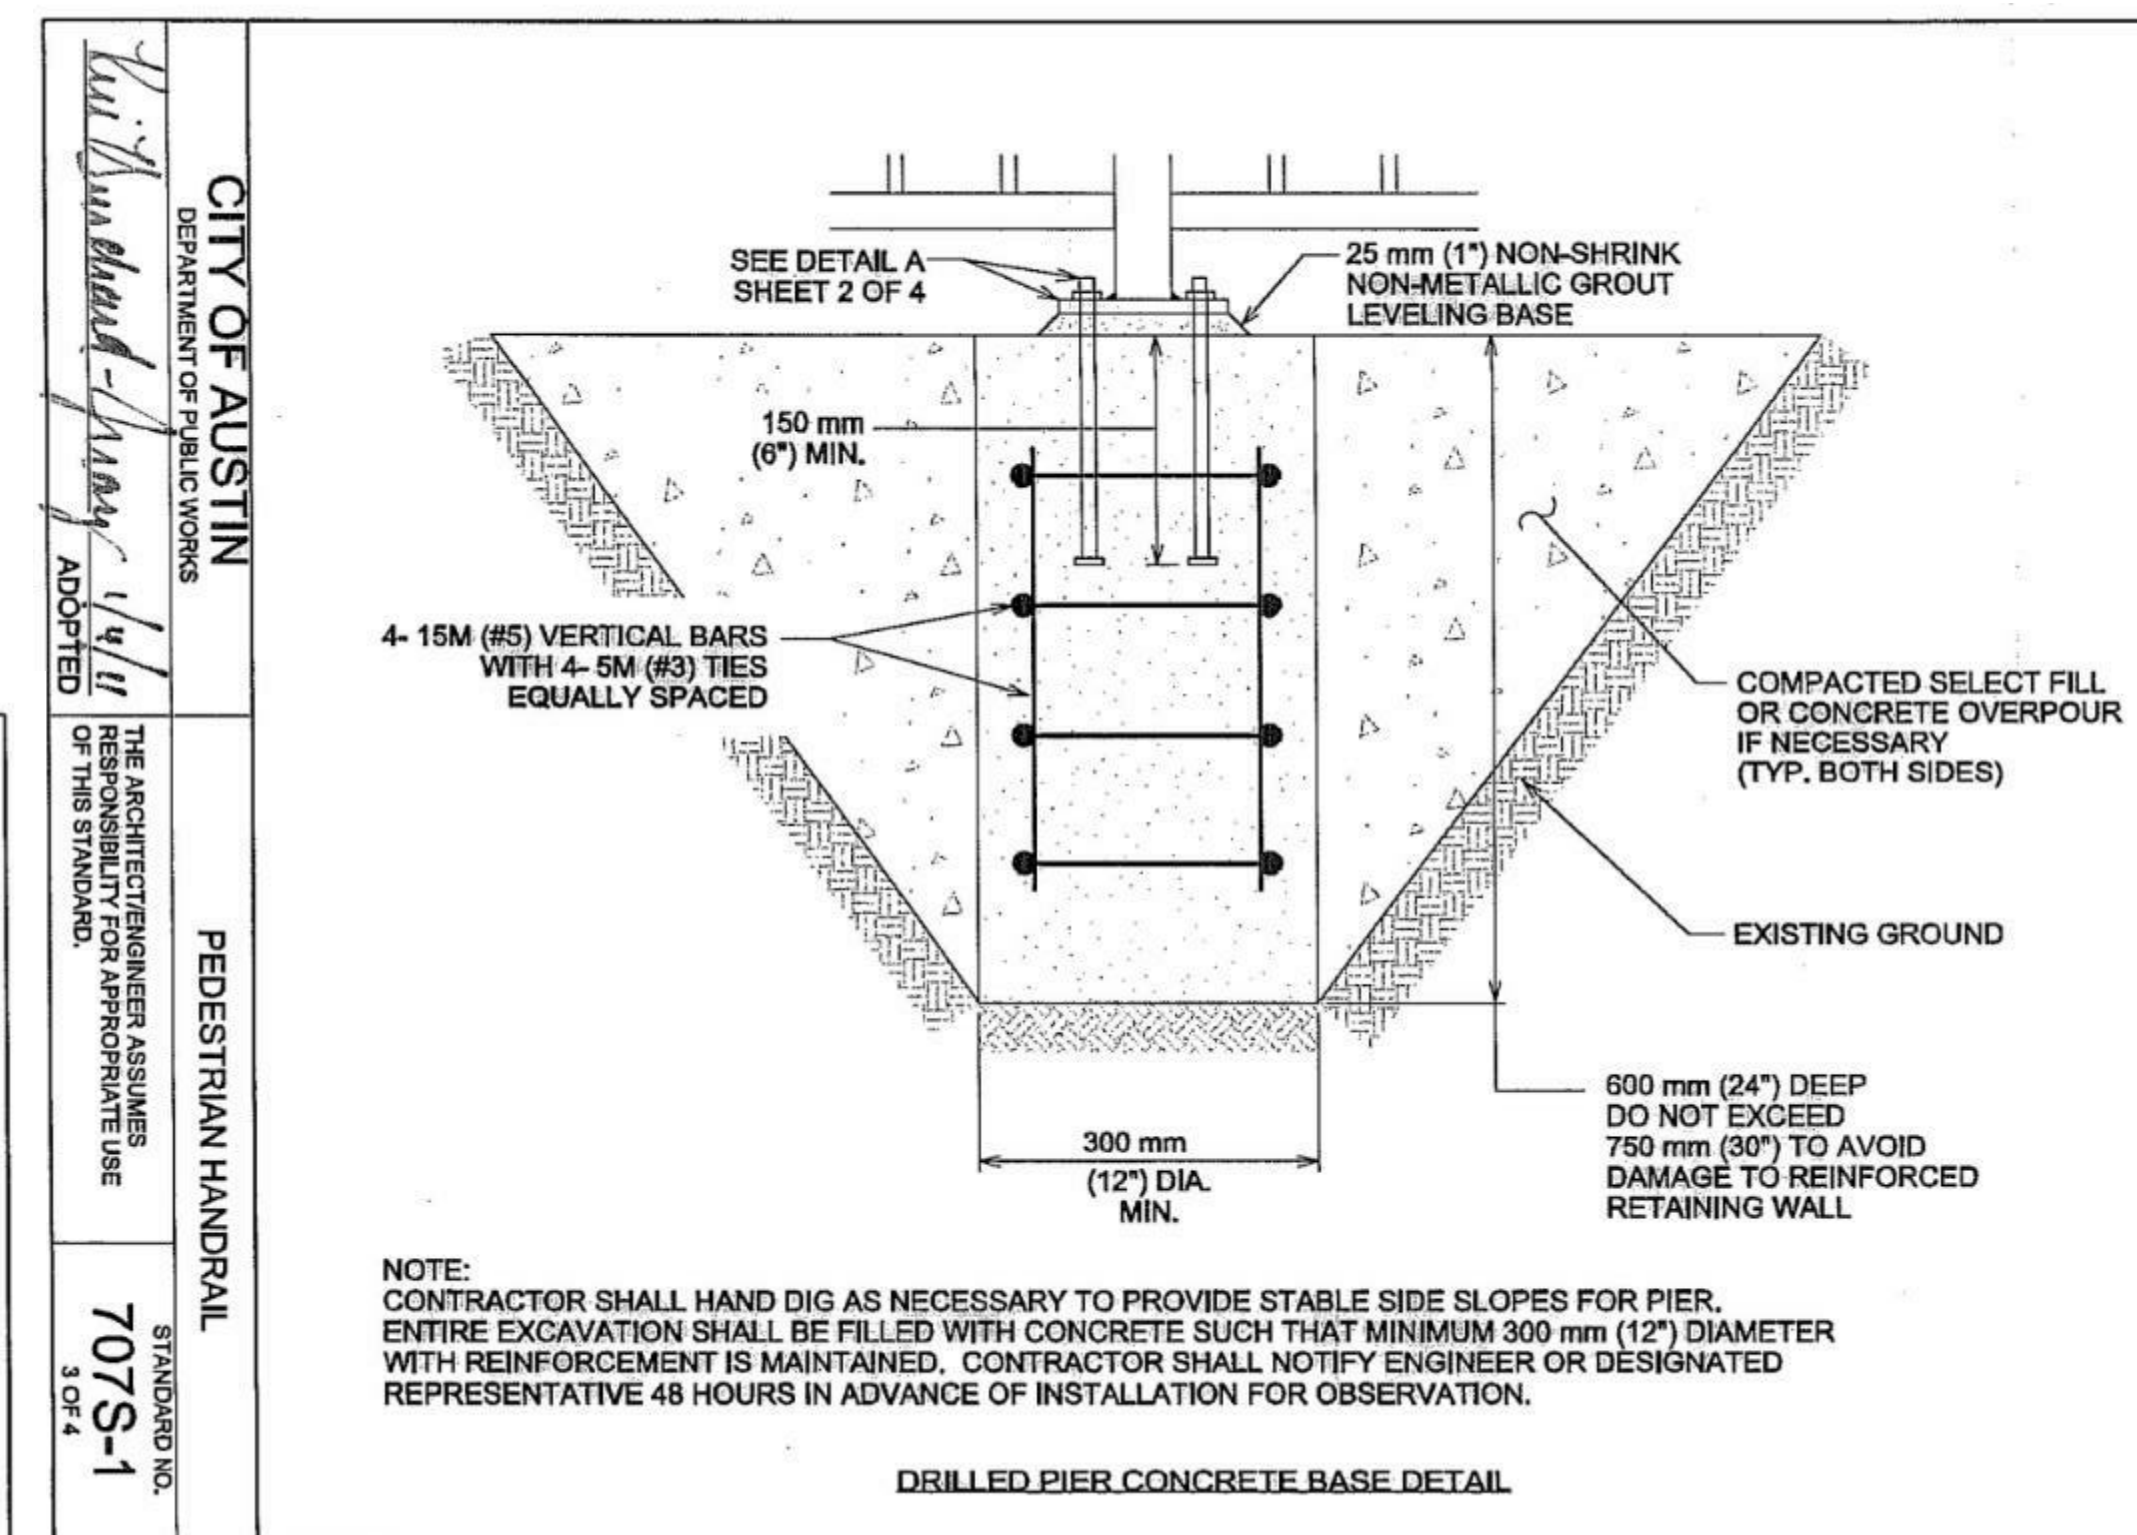 CITY OF AUSTIN
DEPARTMENT OF PUBLIC WORKS
1/4/11
ADOPTED
PEDESTRIAN HANDRAIL
THE ARCHITECT/ENGINEER ASSUMES
RESPONSIBILITY FOR APPROPRIATE USE
OF THIS STANDARD.
STANDARD NO.
707S-1
3 OF 4
SEE DETAIL A
SHEET 2 OF 4
25 mm (1") NON-SHRINK
NON-METALLIC GROUT
LEVELING BASE
150 mm
(6") MIN.
4- 15M (#5) VERTICAL BARS
WITH 4- 5M (#3) TIES
EQUALLY SPACED
COMPACTED SELECT FILL
OR CONCRETE OVERPOUR
IF NECESSARY
(TYP. BOTH SIDES)
EXISTING GROUND
600 mm (24") DEEP
DO NOT EXCEED
750 mm (30") TO AVOID
DAMAGE TO REINFORCED
RETAINING WALL
300 mm
(12") DIA.
MIN.
NOTE:
CONTRACTOR SHALL HAND DIG AS NECESSARY TO PROVIDE STABLE SIDE SLOPES FOR PIER.
ENTIRE EXCAVATION SHALL BE FILLED WITH CONCRETE SUCH THAT MINIMUM 300 mm (12") DIAMETER
WITH REINFORCEMENT IS MAINTAINED. CONTRACTOR SHALL NOTIFY ENGINEER OR DESIGNATED
REPRESENTATIVE 48 HOURS IN ADVANCE OF INSTALLATION FOR OBSERVATION.
DRILLED PIER CONCRETE BASE DETAIL